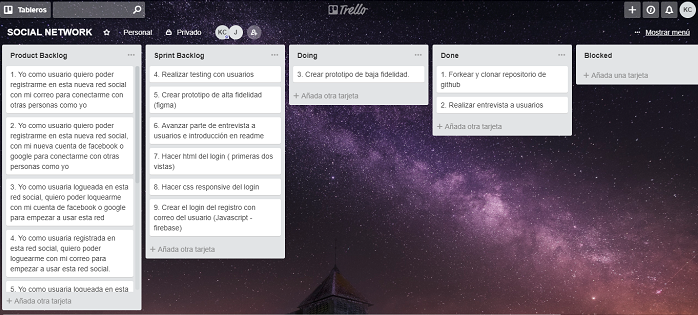 Tableros
Trello
KC
SOCIAL NETWORK
Personal
Privado
KC
J
Mostrar menú
Product Backlog
1. Yo como usuario quiero poder
registrarme en esta nueva red social
con mi correo para conectarme con
otras personas como yo
2. Yo como usuario quiero poder
registrarme en esta nueva red social,
con mi nueva cuenta de facebook o
google para conectarme con otras
personas como yo
3. Yo como usuaria logueada en esta
red social, quiero poder loquearme
con mi cuenta de facebook o google
para empezar a usar esta red
4. Yo como usuaria registrada en
esta red social, quiero poder
loguearme con mi correo para
empezar a usar esta red social.
5. Yo como usuaria logueada en esta
+ Añada otra tarjeta
Sprint Backlog
4. Realizar testing con usuarios
5. Crear prototipo de alta fidelidad
(figma)
6. Avanzar parte de entrevista a
usuarios e introducción en readme
7. Hacer html del login ( primeras dos
vistas)
8. Hacer css responsive del login
9. Crear el login del registro con
correo del usuario (Javascript -
firebase)
+ Añada otra tarjeta
Doing
3. Crear prototipo de baja fidelidad.
+ Añada otra tarjeta
Done
1. Forkear y clonar repositorio de
github
2. Realizar entrevista a usuarios
+ Añada otra tarjeta
Blocked
+ Añada una tarjeta